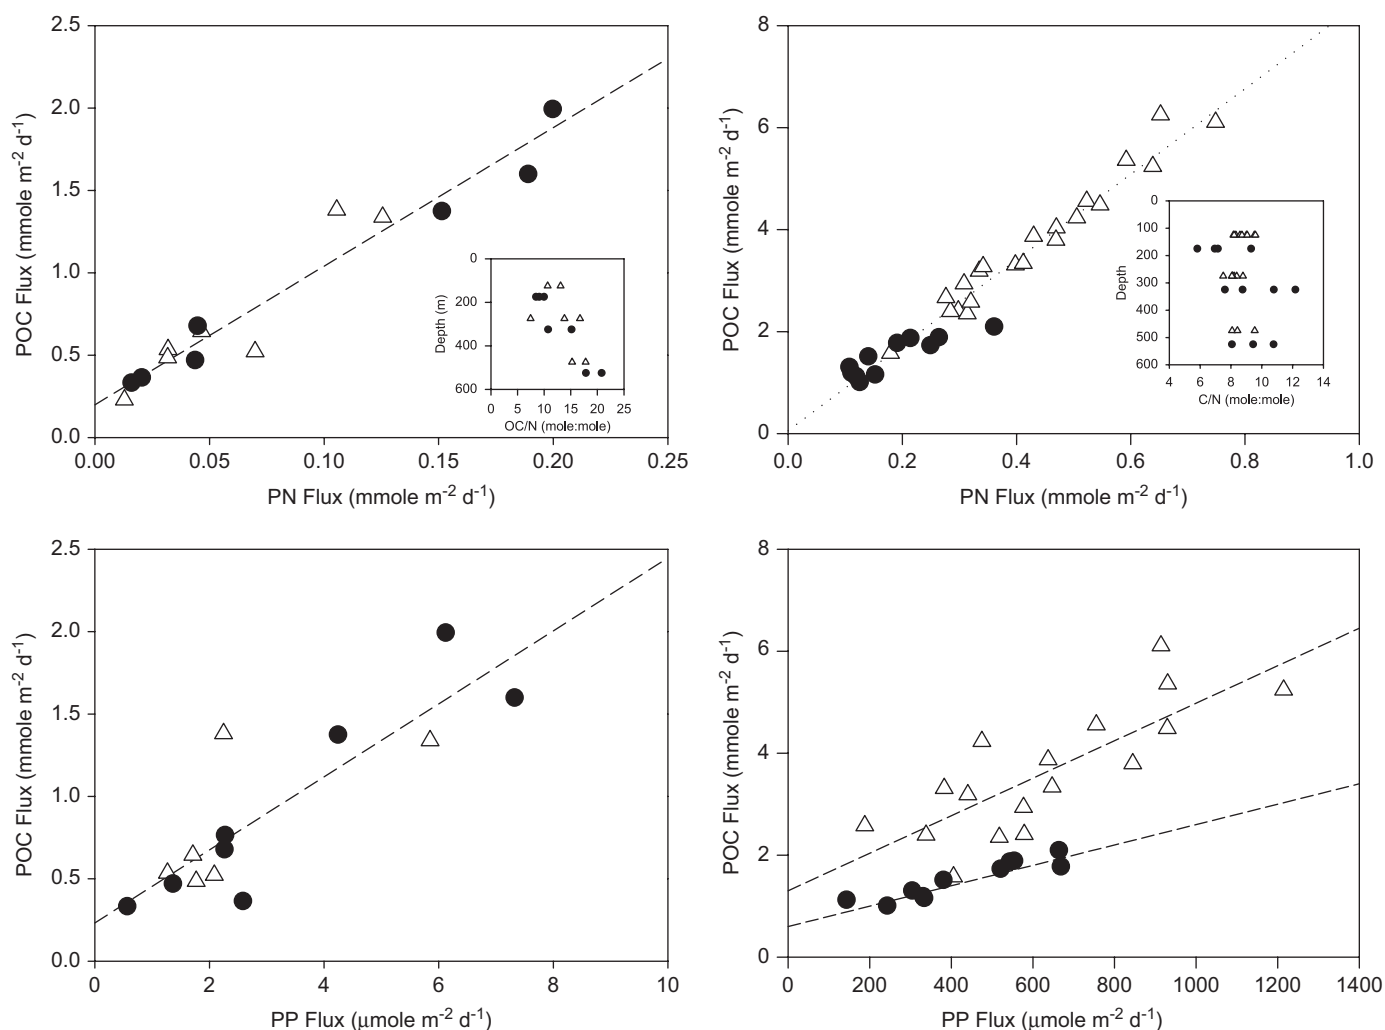 2.5
2.0
1.5
1.0
0.5
0.0
POC Flux (mmole m-2 d-1)
0.00 0.05 0.10 0.15 0.20 0.25
PN Flux (mmole m-2 d-1)
0
200
400
600
Depth (m)
0 5 10 15 20 25
OC/N (mole:mole)
8
6
4
2
0
POC Flux (mmole m-2 d-1)
0.0 0.2 0.4 0.6 0.8 1.0
PN Flux (mmole m-2 d-1)
0
100
200
300
400
500
600
Depth
4 6 8 10 12 14
C/N (mole:mole)
2.5
2.0
1.5
1.0
0.5
0.0
POC Flux (mmole m-2 d-1)
0 2 4 6 8 10
PP Flux (μmole m-2 d-1)
8
6
4
2
0
POC Flux (mmole m-2 d-1)
0 200 400 600 800 1000 1200 1400
PP Flux (μmole m-2 d-1)